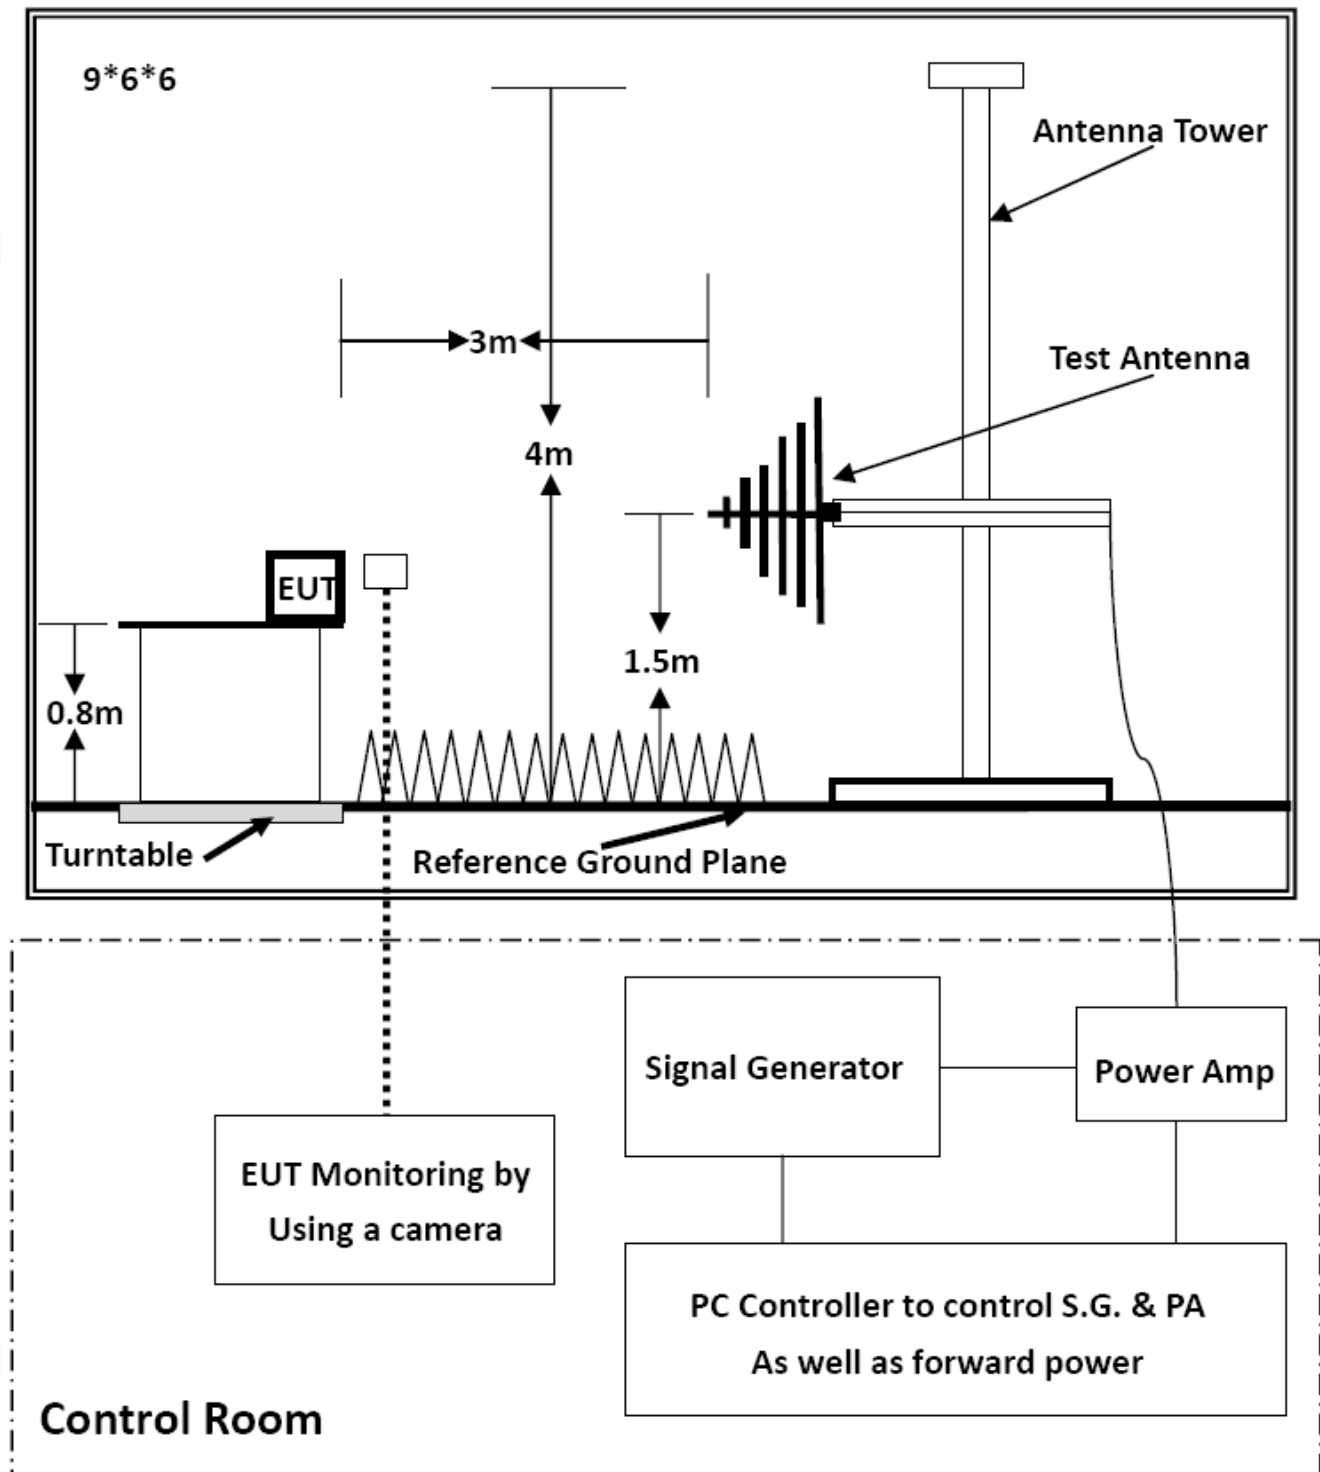 9*6*6
Antenna Tower
3m
Test Antenna
4m
EUT
1.5m
0.8m
Turntable
Reference Ground Plane
Signal Generator
Power Amp
EUT Monitoring by
Using a camera
PC Controller to control S.G. & PA
As well as forward power
Control Room